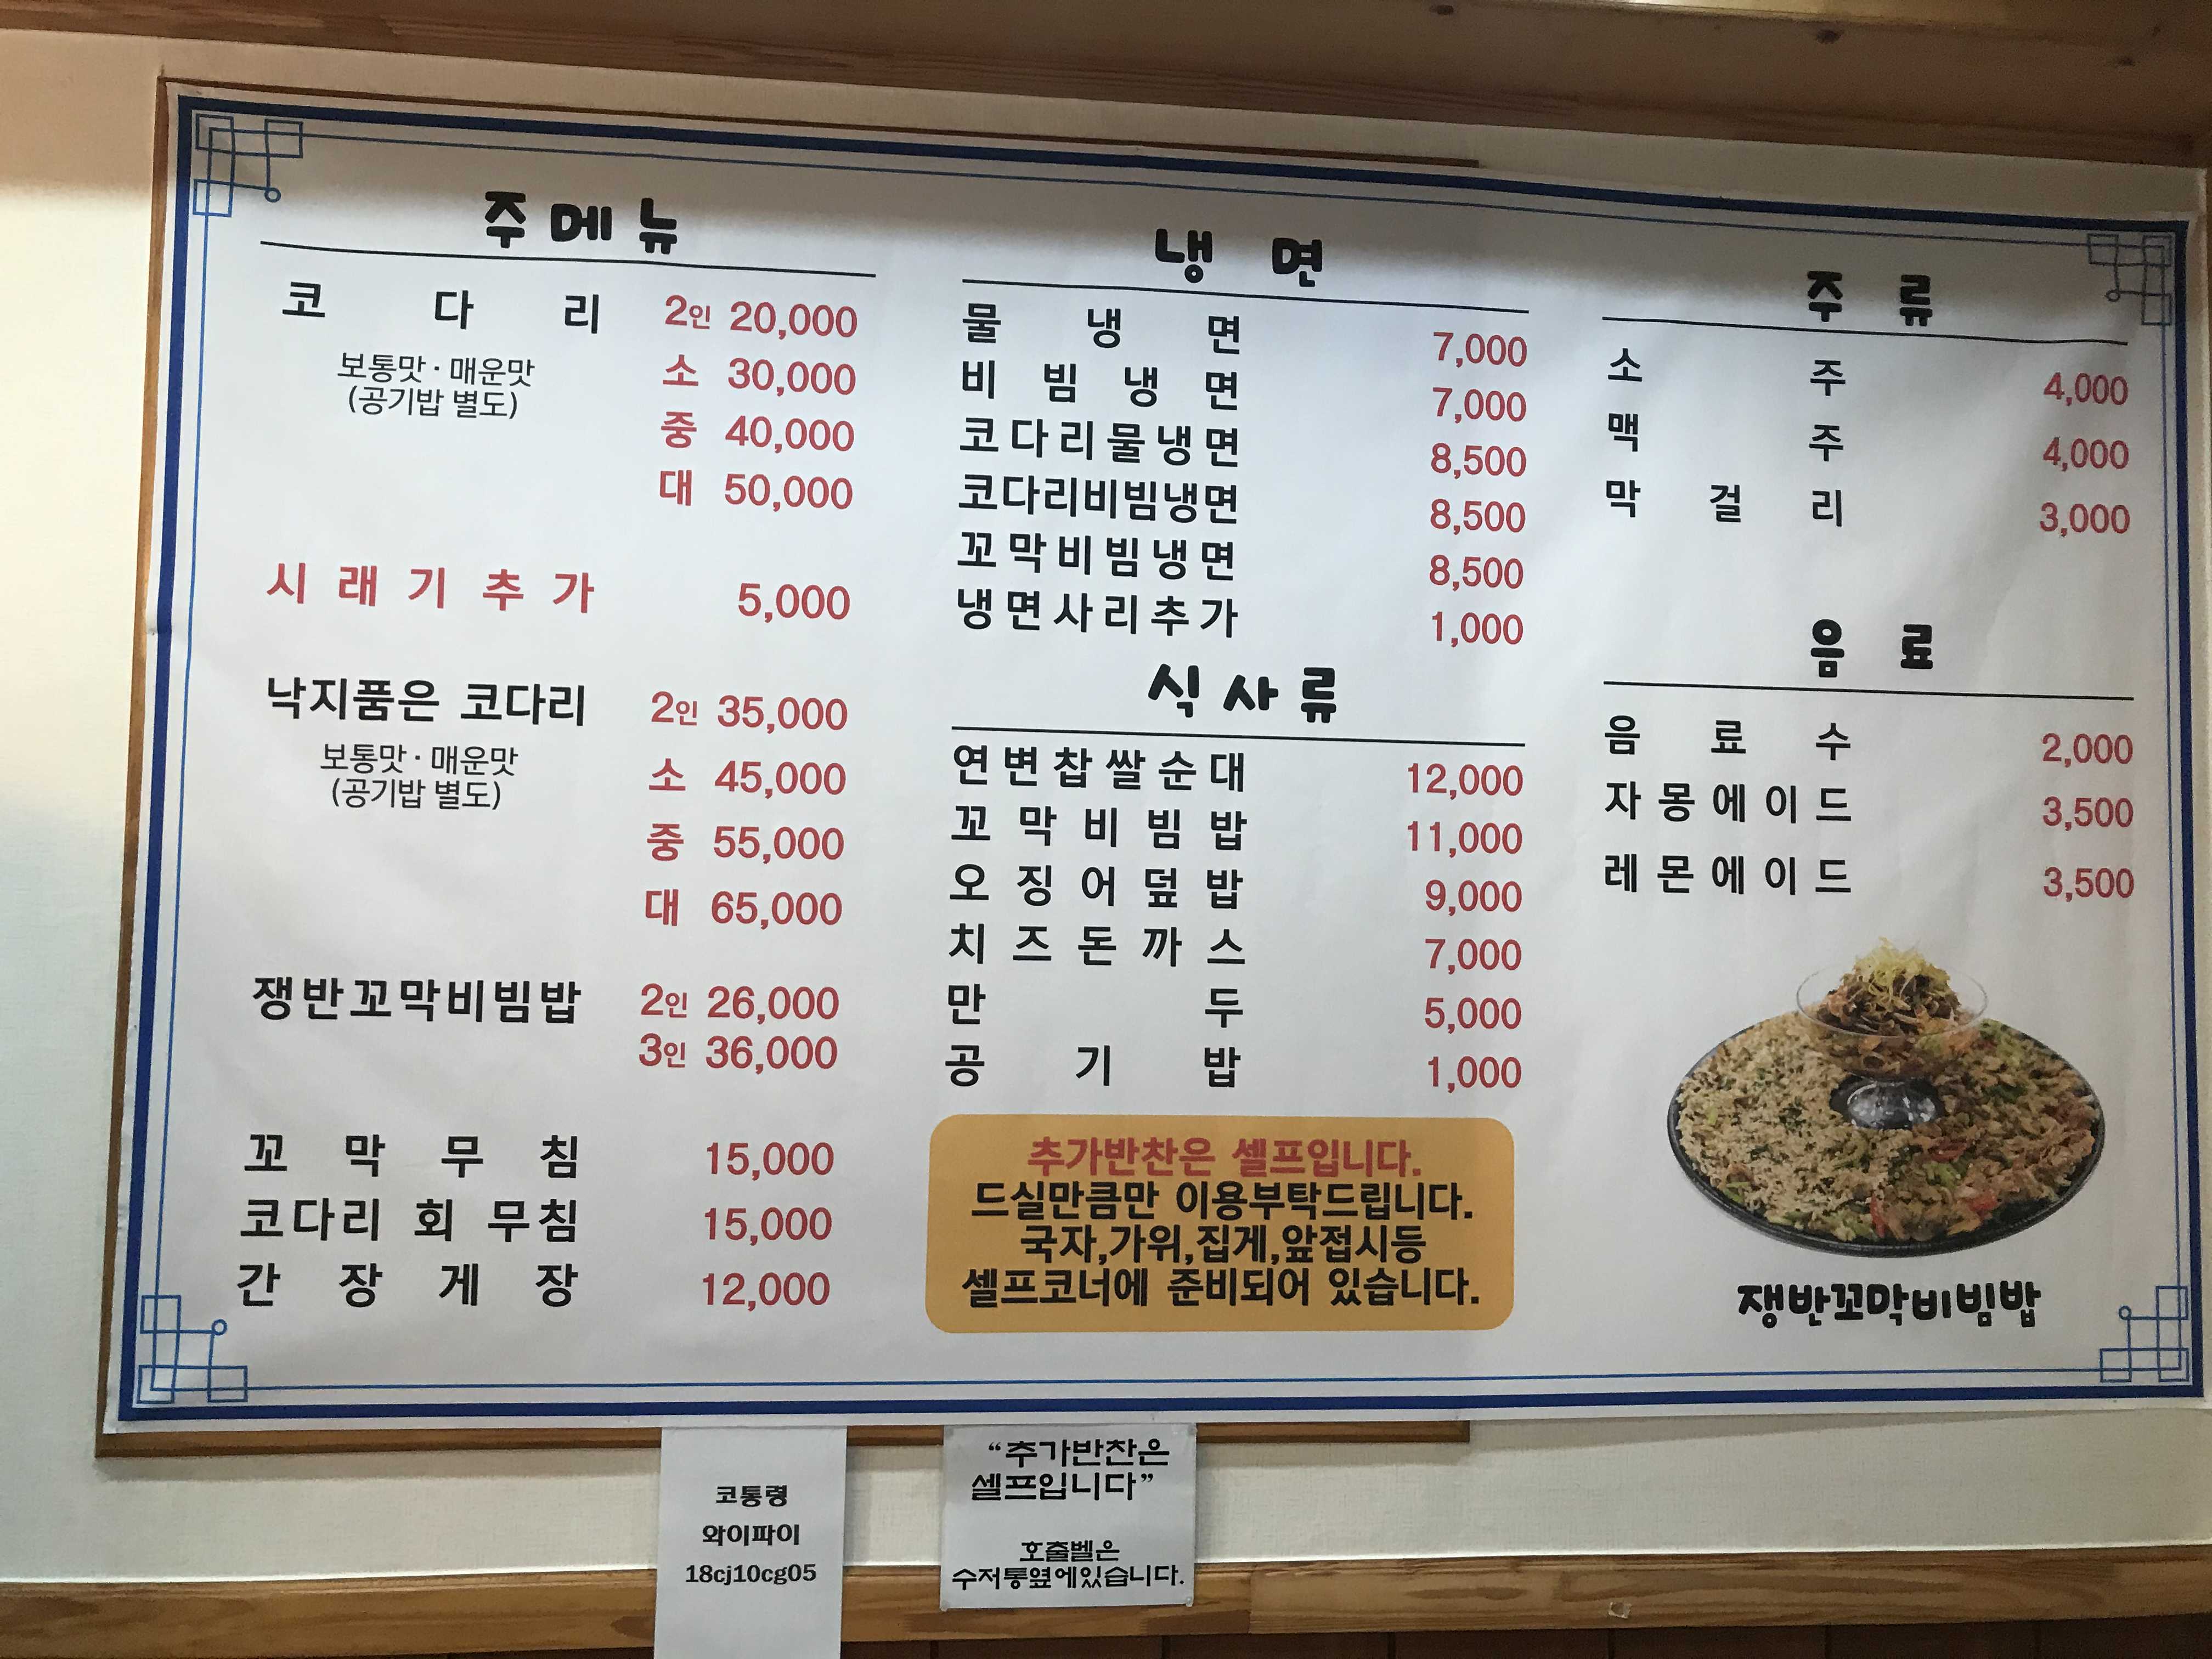 주메뉴
코다리 2인 20,000
보통맛·매운맛 소 30,000
(공기밥 별도)
중 40,000
대 50,000
시래기추가 5,000
낙지품은 코다리 2인 35,000
보통맛·매운맛 소 45,000
(공기밥 별도)
중 55,000
대 65,000
쟁반꼬막비빔밥 2인 26,000
3인 36,000
꼬막무침 15,000
코다리 회 무침 15,000
간장게장 12,000
냉면
물냉면 7,000
비빔냉면 7,000
코다리물냉면 8,500
코다리비빔냉면 8,500
꼬막비빔냉면 8,500
냉면사리추가 1,000
식사류
연변찹쌀순대 12,000
꼬막비빔밥 11,000
오징어덮밥 9,000
치즈돈까스 7,000
만두 5,000
공기밥 1,000
추가반찬은 셀프입니다.
드실만큼만 이용부탁드립니다.
국자,가위,집게,앞접시등
셀프코너에 준비되어 있습니다.
주류
소주 4,000
맥주 4,000
막걸리 3,000
음료
음료수 2,000
자몽에이드 3,500
레몬에이드 3,500
쟁반꼬막비빔밥
코통령
와이파이
18cj10cg05
“추가반찬은
셀프입니다”
호출벨은
수저통옆에있습니다.